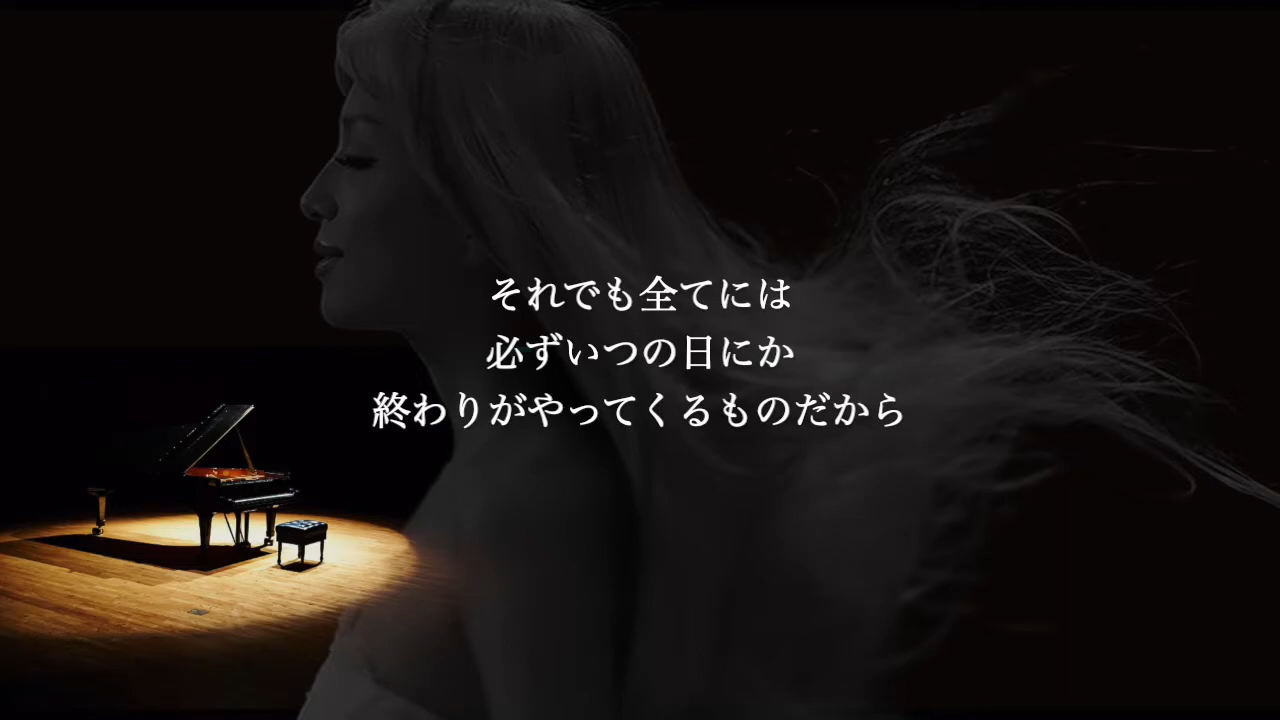 それでも全てには
必ずいつの日にか
終わりがやってくるものだから